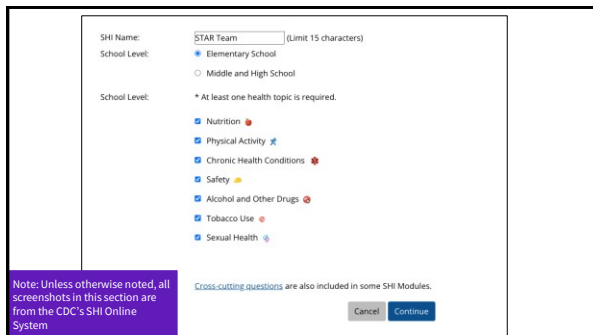 SHI Name: STAR Team (Limit 15 characters)
School Level: Elementary School
Middle and High School
School Level: * At least one health topic is required.
Nutrition
Physical Activity
Chronic Health Conditions
Safety
Alcohol and Other Drugs
Tobacco Use
Sexual Health
Cross-cutting questions are also included in some SHI Modules.
Cancel Continue
Note: Unless otherwise noted, all
screenshots in this section are
from the CDC's SHI Online
System